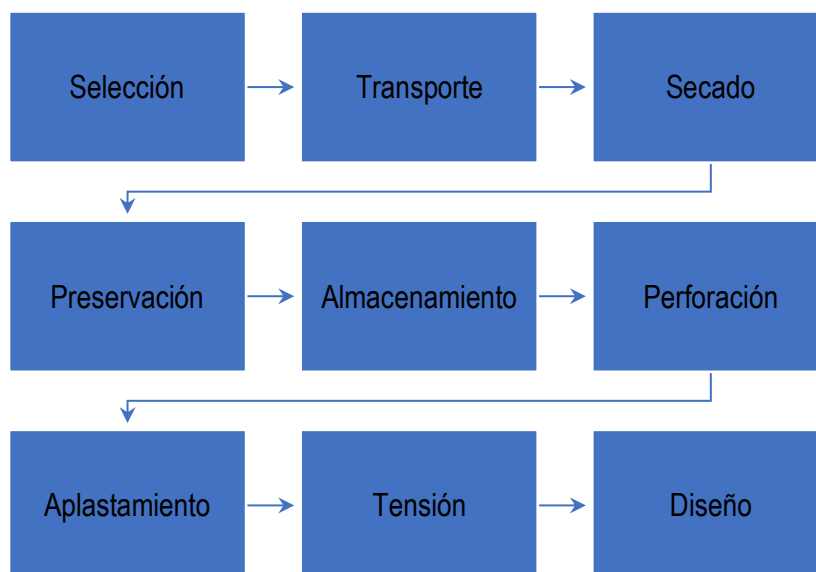 Selección
Transporte
Secado
Preservación
Almacenamiento
Perforación
Aplastamiento
Tensión
Diseño